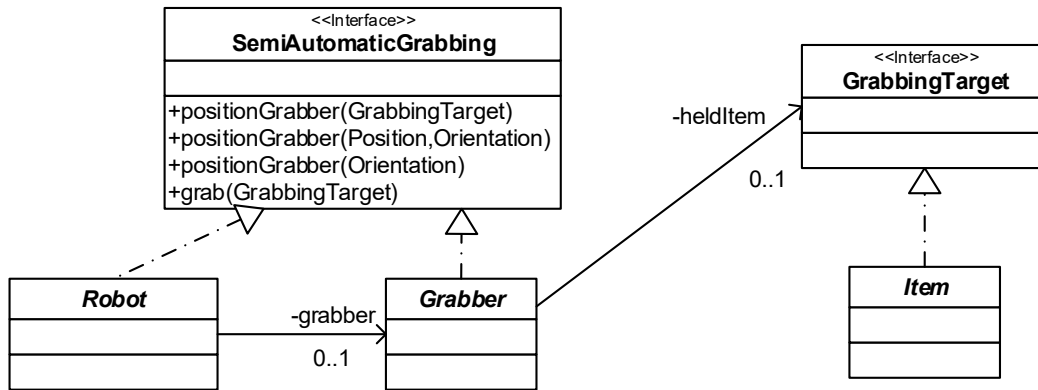 <<Interface>>
SemiAutomaticGrabbing
+positionGrabber(GrabbingTarget)
+positionGrabber(Position,Orientation)
+positionGrabber(Orientation)
+grab(GrabbingTarget)
<<Interface>>
GrabbingTarget
-heldItem
0..1
Robot
-grabber
0..1
Grabber
Item